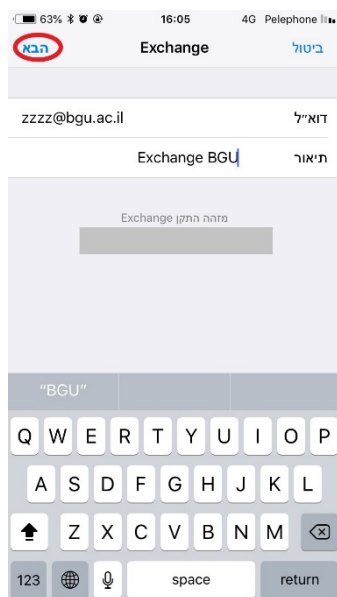 63% 16:05 4G Pelephone
ביטול Exchange הבא
דוא״ל zzzz@bgu.ac.il
תיאור Exchange BGU
מזהה התקן Exchange
"BGU"
Q W E R T Y U I O P
A S D F G H J K L
Z X C V B N M
123 space return